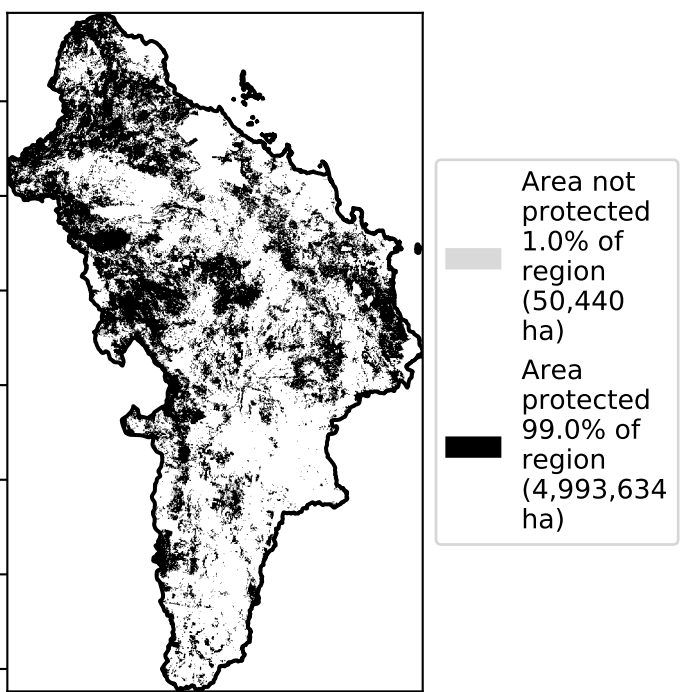 Area not
protected
1.0% of
region
(50,440
ha)
Area
protected
99.0% of
region
(4,993,634
ha)